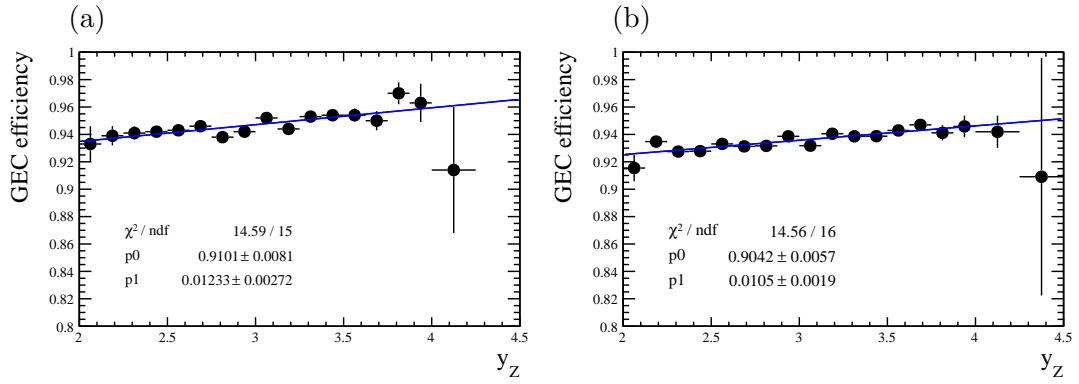 (a)
GEC efficiency
1
0.98
0.96
0.94
0.92
0.9
0.88
0.86
0.84
0.82
0.8
χ² / ndf 14.59 / 15
p0 0.9101 ± 0.0081
p1 0.01233 ± 0.00272
2 2.5 3 3.5 4 4.5
y_Z
(b)
GEC efficiency
1
0.98
0.96
0.94
0.92
0.9
0.88
0.86
0.84
0.82
0.8
χ² / ndf 14.56 / 16
p0 0.9042 ± 0.0057
p1 0.0105 ± 0.0019
2 2.5 3 3.5 4 4.5
y_Z